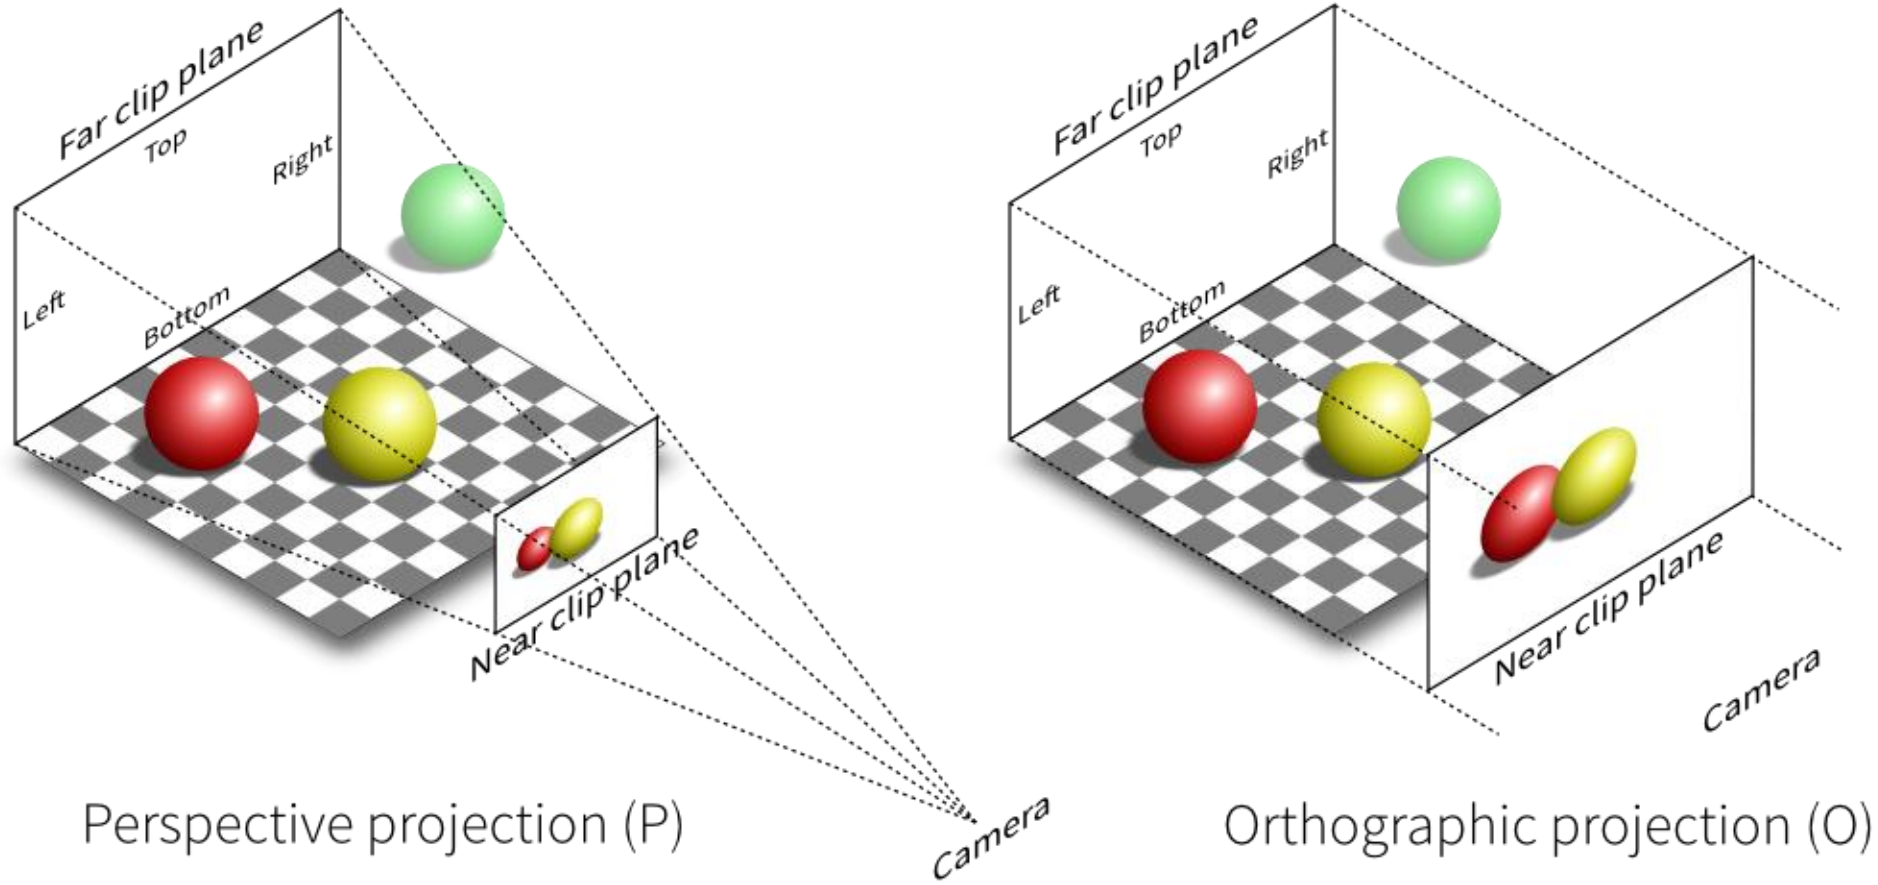 Far clip plane
Top
Right
Left
Bottom
Near clip plane
Camera
Perspective projection (P)
Far clip plane
Top
Right
Left
Bottom
Near clip plane
Camera
Orthographic projection (O)